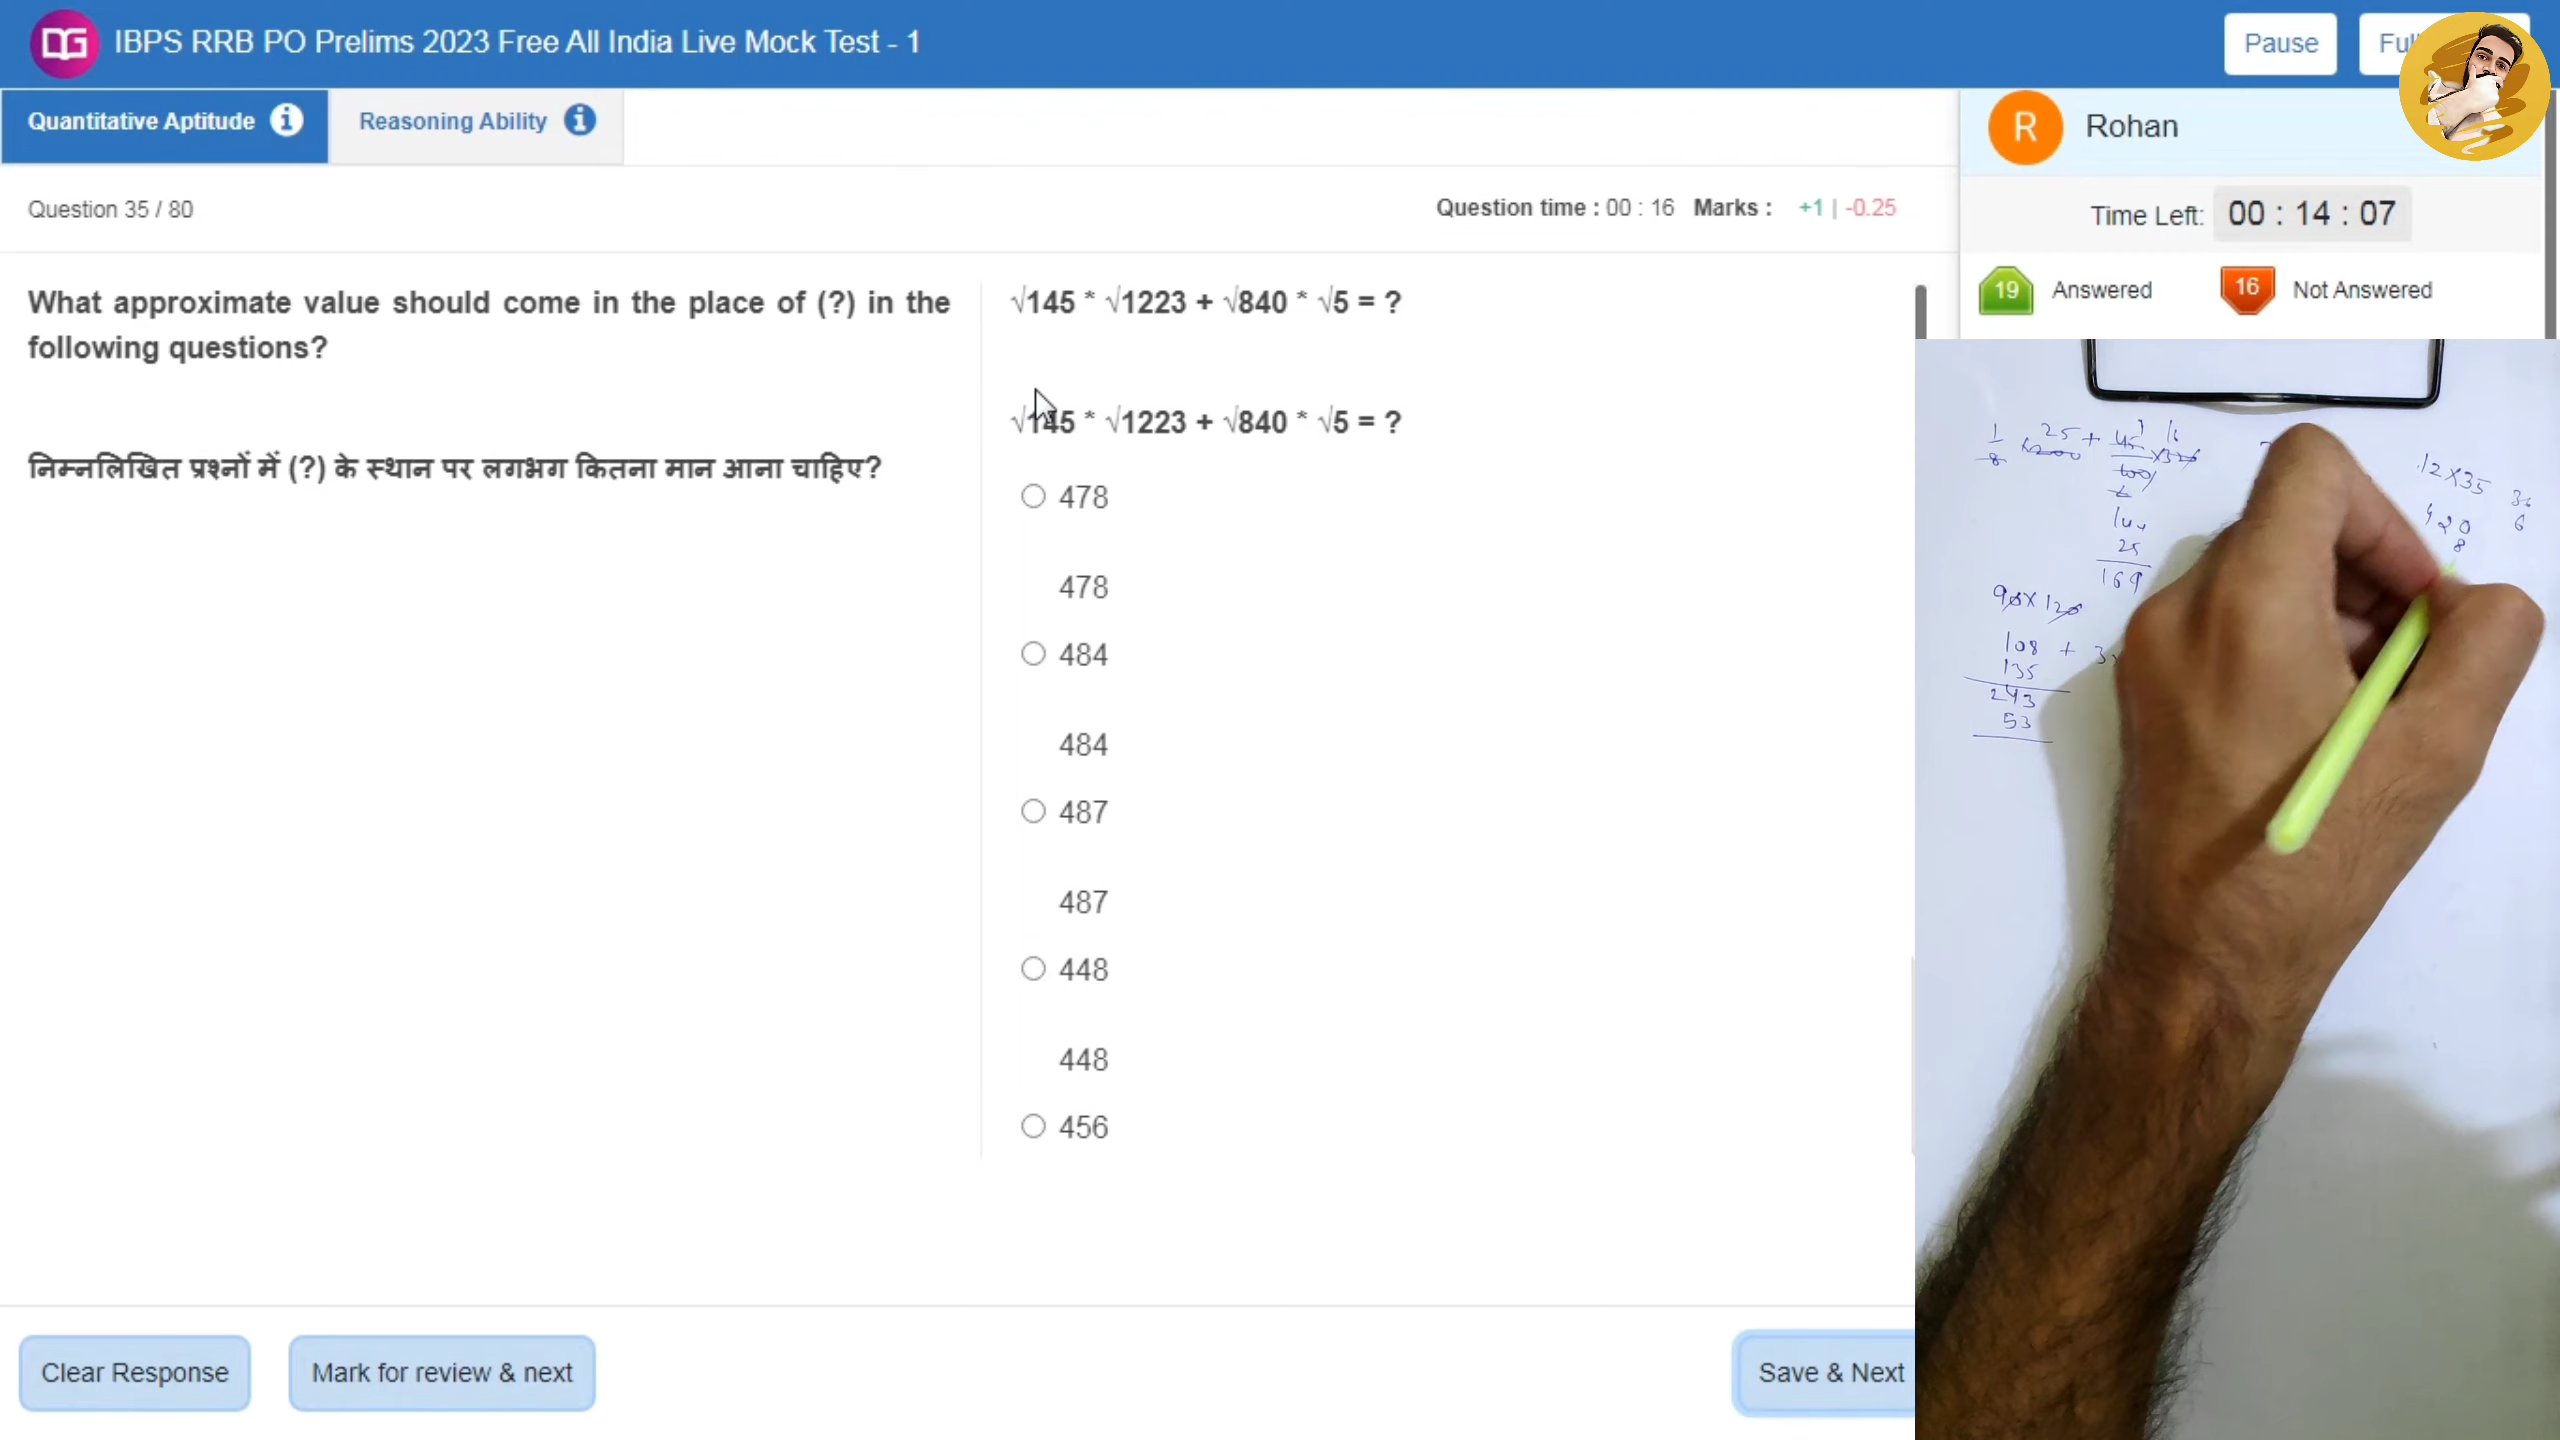 IBPS RRB PO Prelims 2023 Free All India Live Mock Test - 1
Pause
Quantitative Aptitude
Reasoning Ability
R
Rohan
Question 35 / 80
Question time : 00 : 16 Marks : +1 | -0.25
Time Left: 00 : 14 : 07
19 Answered 16 Not Answered
What approximate value should come in the place of (?) in the
following questions?
निम्नलिखित प्रश्नों में (?) के स्थान पर लगभग कितना मान आना चाहिए?
√145 * √1223 + √840 * √5 = ?
√145 * √1223 + √840 * √5 = ?
478
478
484
484
487
487
448
448
456
12x35
420
8
25
169
108 +
135
243
53
Clear Response
Mark for review & next
Save & Next